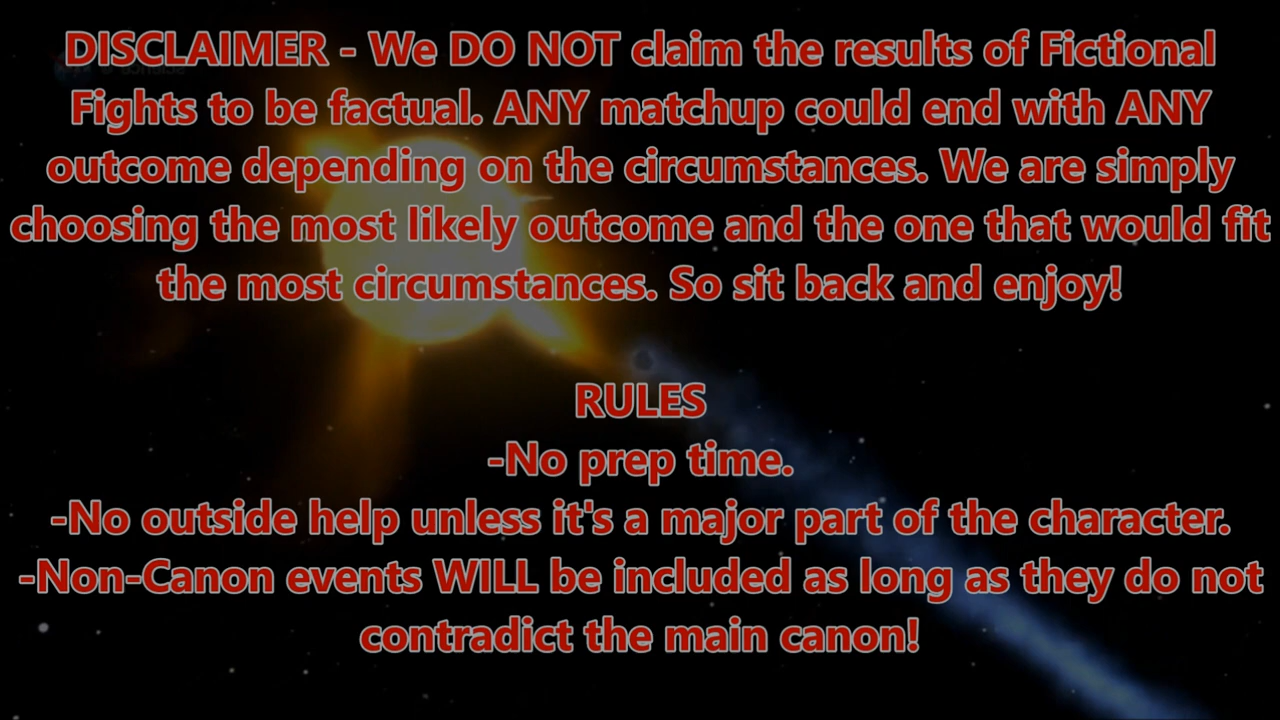 DISCLAIMER - We DO NOT claim the results of Fictional
Fights to be factual. ANY matchup could end with ANY
outcome depending on the circumstances. We are simply
choosing the most likely outcome and the one that would fit
the most circumstances. So sit back and enjoy!
RULES
-No prep time.
-No outside help unless it's a major part of the character.
-Non-Canon events WILL be included as long as they do not
contradict the main canon!